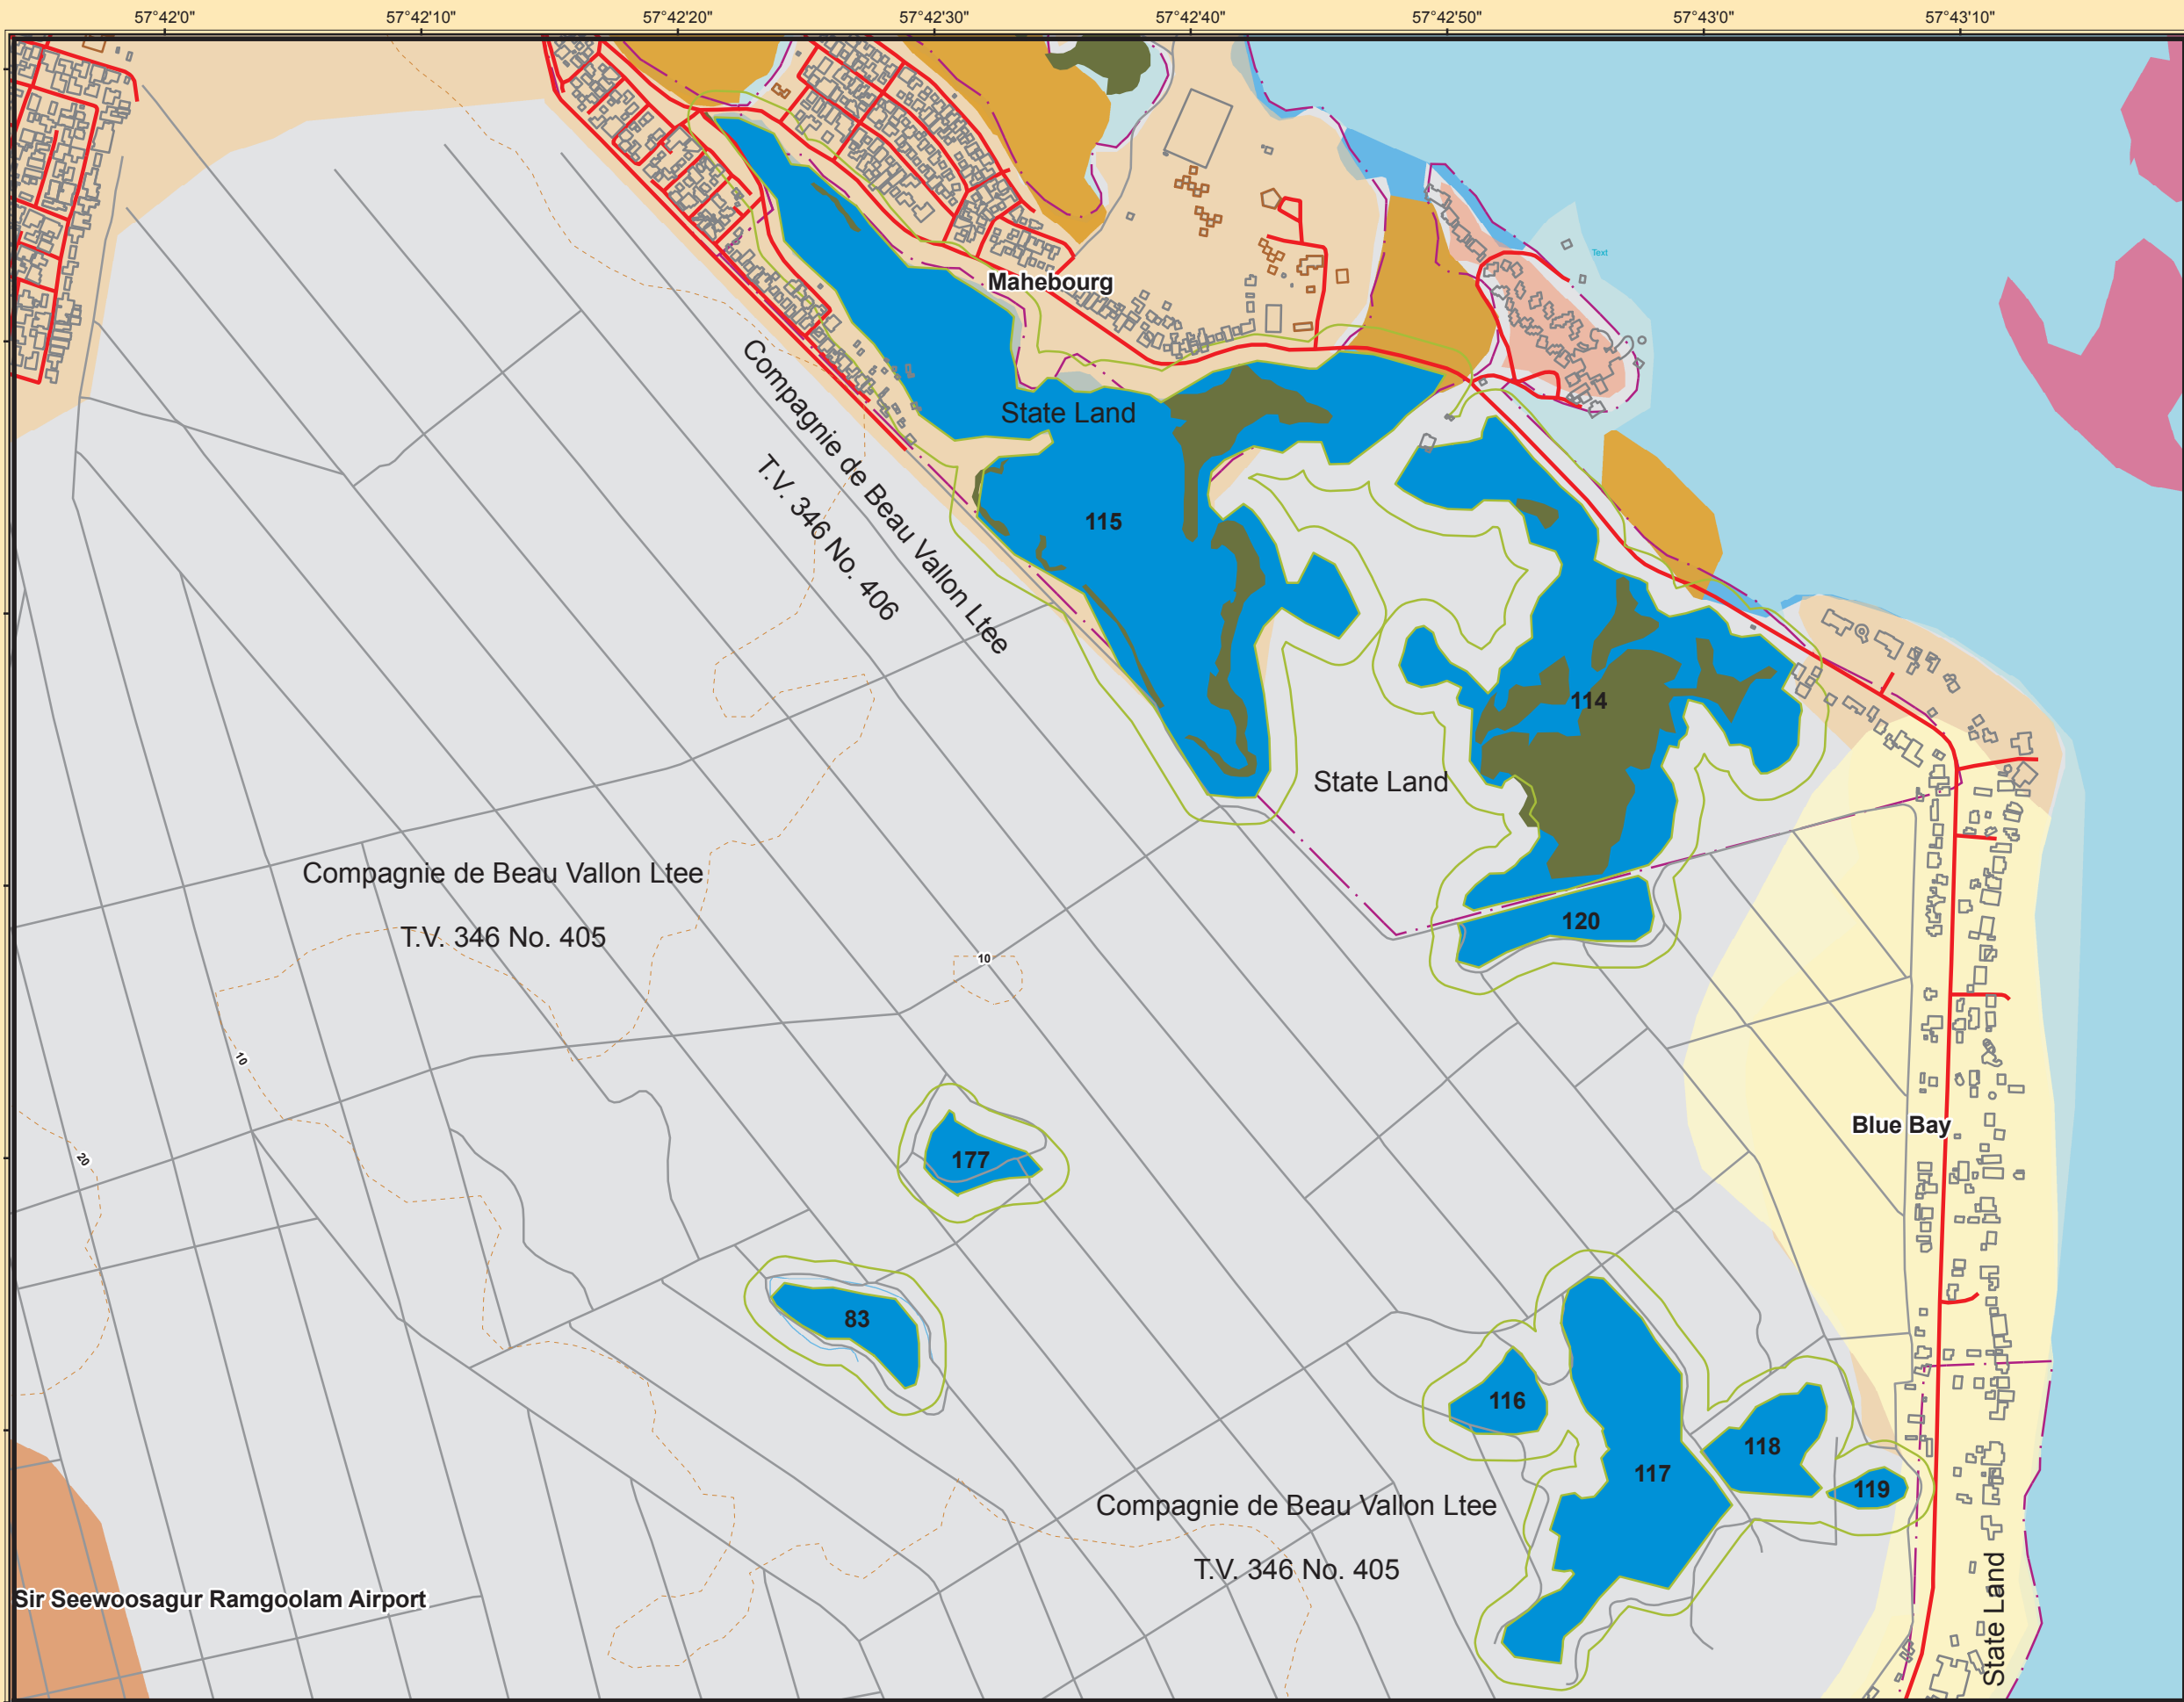 57°42'0" 57°42'10" 57°42'20" 57°42'30" 57°42'40" 57°42'50" 57°43'0" 57°43'10"
Text
Mahebourg
State Land
Compagnie de Beau Vallon Ltee
T.V. 346 No. 406
115
114
State Land
Compagnie de Beau Vallon Ltee
T.V. 346 No. 405
120
10
10
20
Blue Bay
177
83
116
118
117
119
Compagnie de Beau Vallon Ltee
T.V. 346 No. 405
Sir Seewoosagur Ramgoolam Airport
State Land